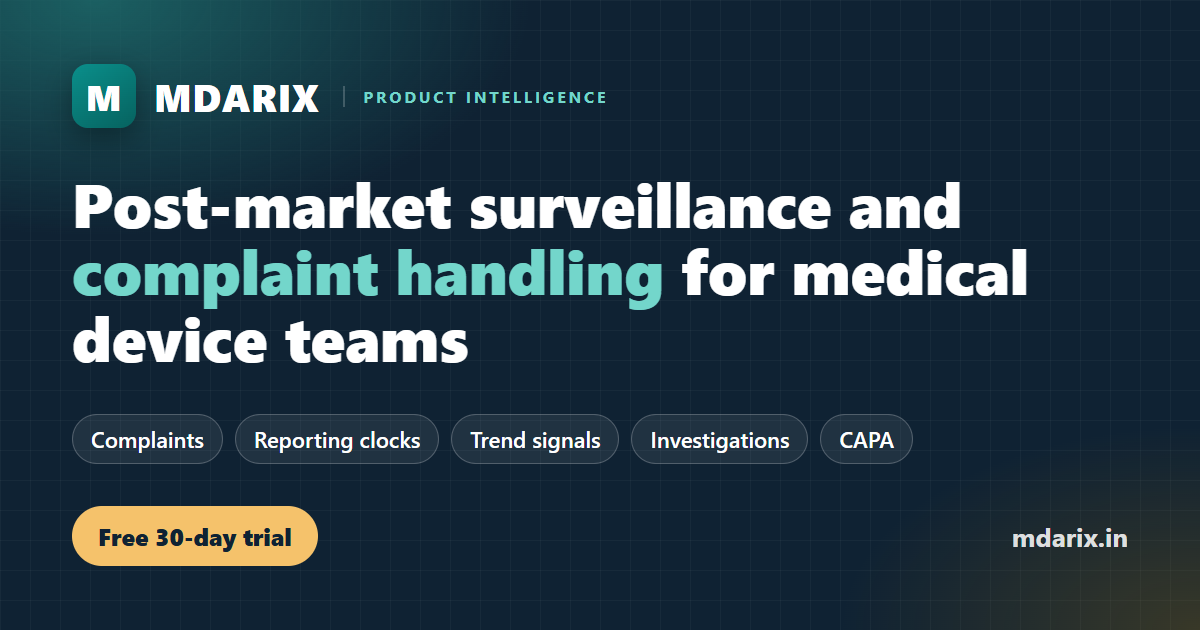 M MDARIX | PRODUCT INTELLIGENCE
Post-market surveillance and
complaint handling for medical
device teams
Complaints Reporting clocks Trend signals Investigations CAPA
Free 30-day trial
mdarix.in